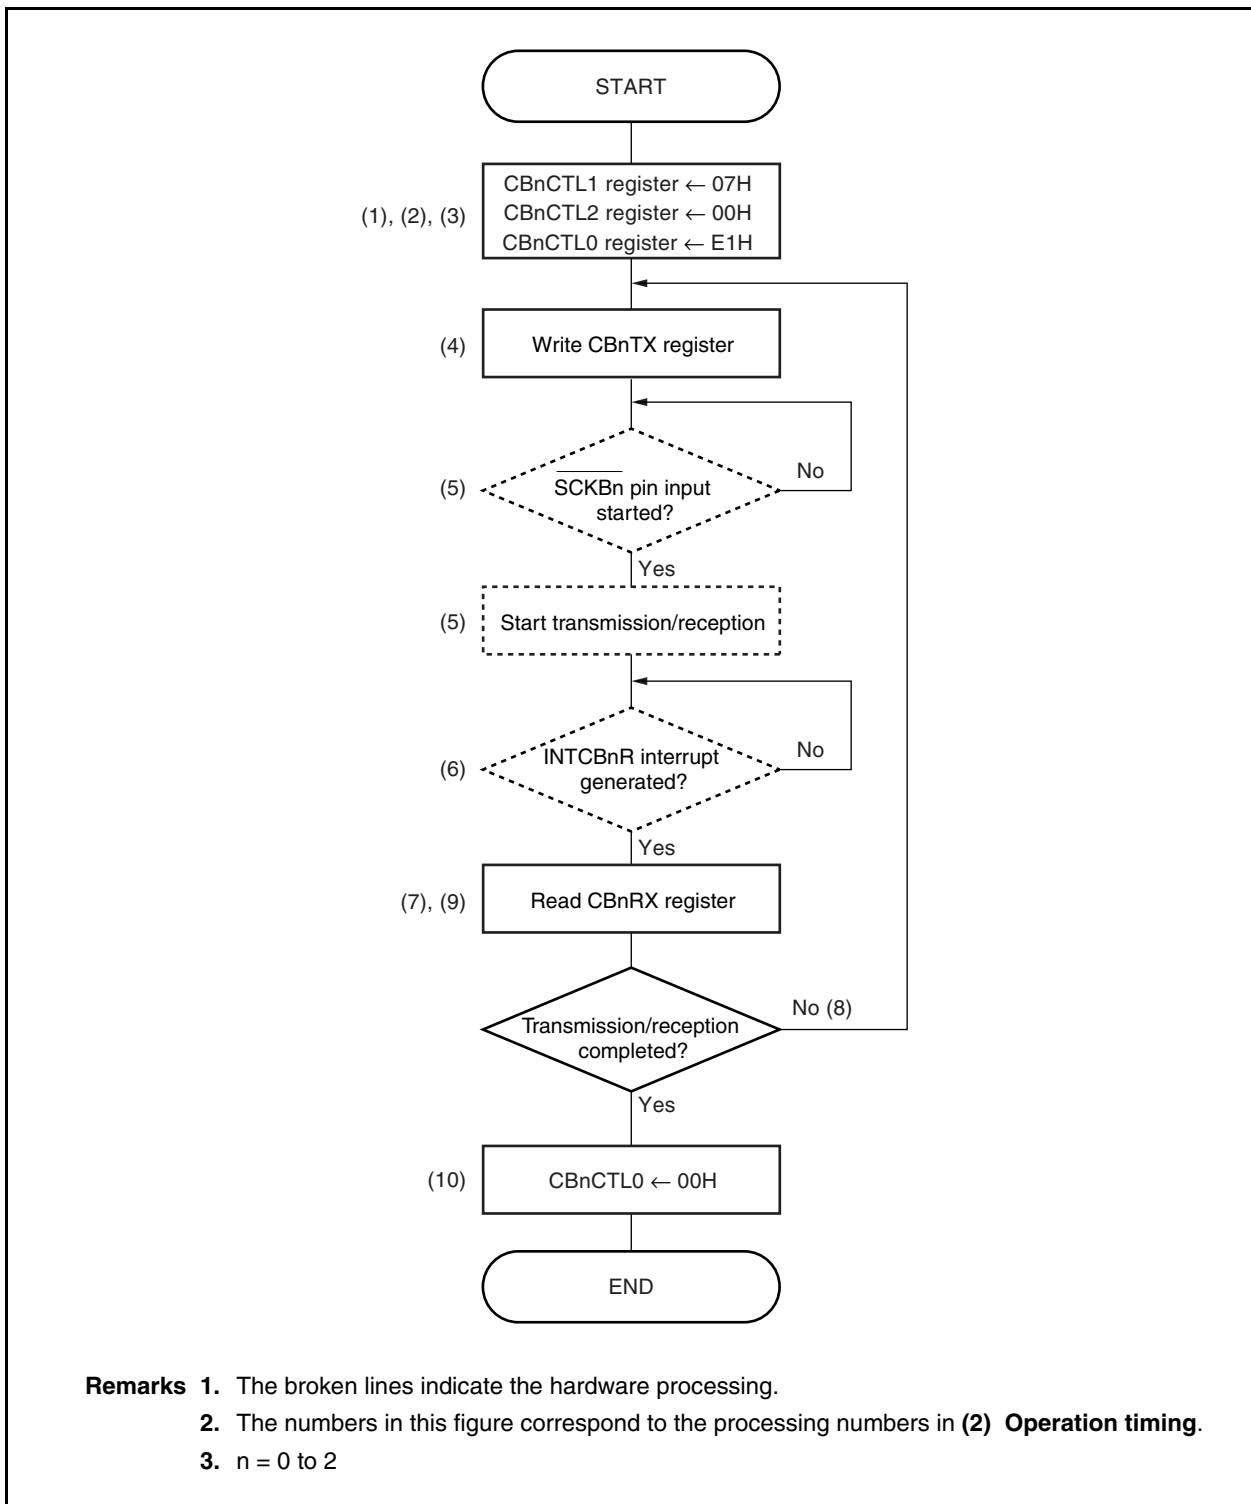 START
(1), (2), (3)
CBnCTL1 register ← 07H
CBnCTL2 register ← 00H
CBnCTL0 register ← E1H
(4)
Write CBnTX register
(5)
S̅C̅K̅B̅n̅ pin input
started?
No
Yes
(5)
Start transmission/reception
(6)
INTCBnR interrupt
generated?
No
Yes
(7), (9)
Read CBnRX register
Transmission/reception
completed?
No (8)
Yes
(10)
CBnCTL0 ← 00H
END
Remarks 1. The broken lines indicate the hardware processing.
2. The numbers in this figure correspond to the processing numbers in (2) Operation timing.
3. n = 0 to 2